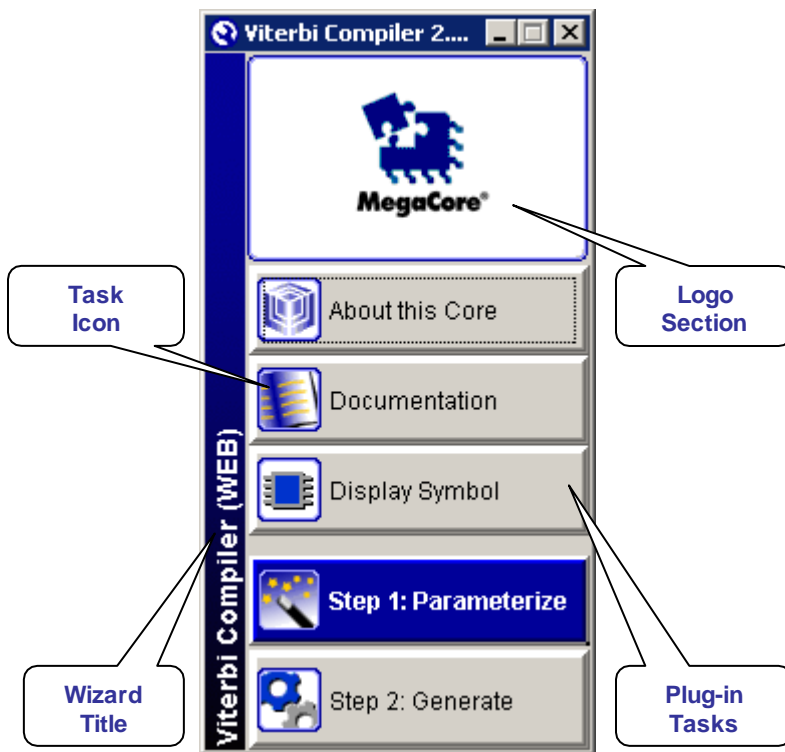 Viterbi Compiler 2....
MegaCore®
Task
Icon
About this Core
Logo
Section
Documentation
Display Symbol
Viterbi Compiler (WEB)
Step 1: Parameterize
Wizard
Title
Step 2: Generate
Plug-in
Tasks